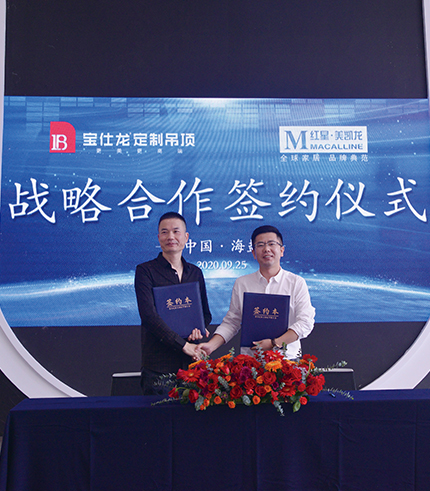 宝仕龙®定制吊顶
M 红星·美凯龙
MACALLINE
全球家居 品牌典范
战略合作签约仪式
中国·海盐
2020.09.25
签约本
签约本